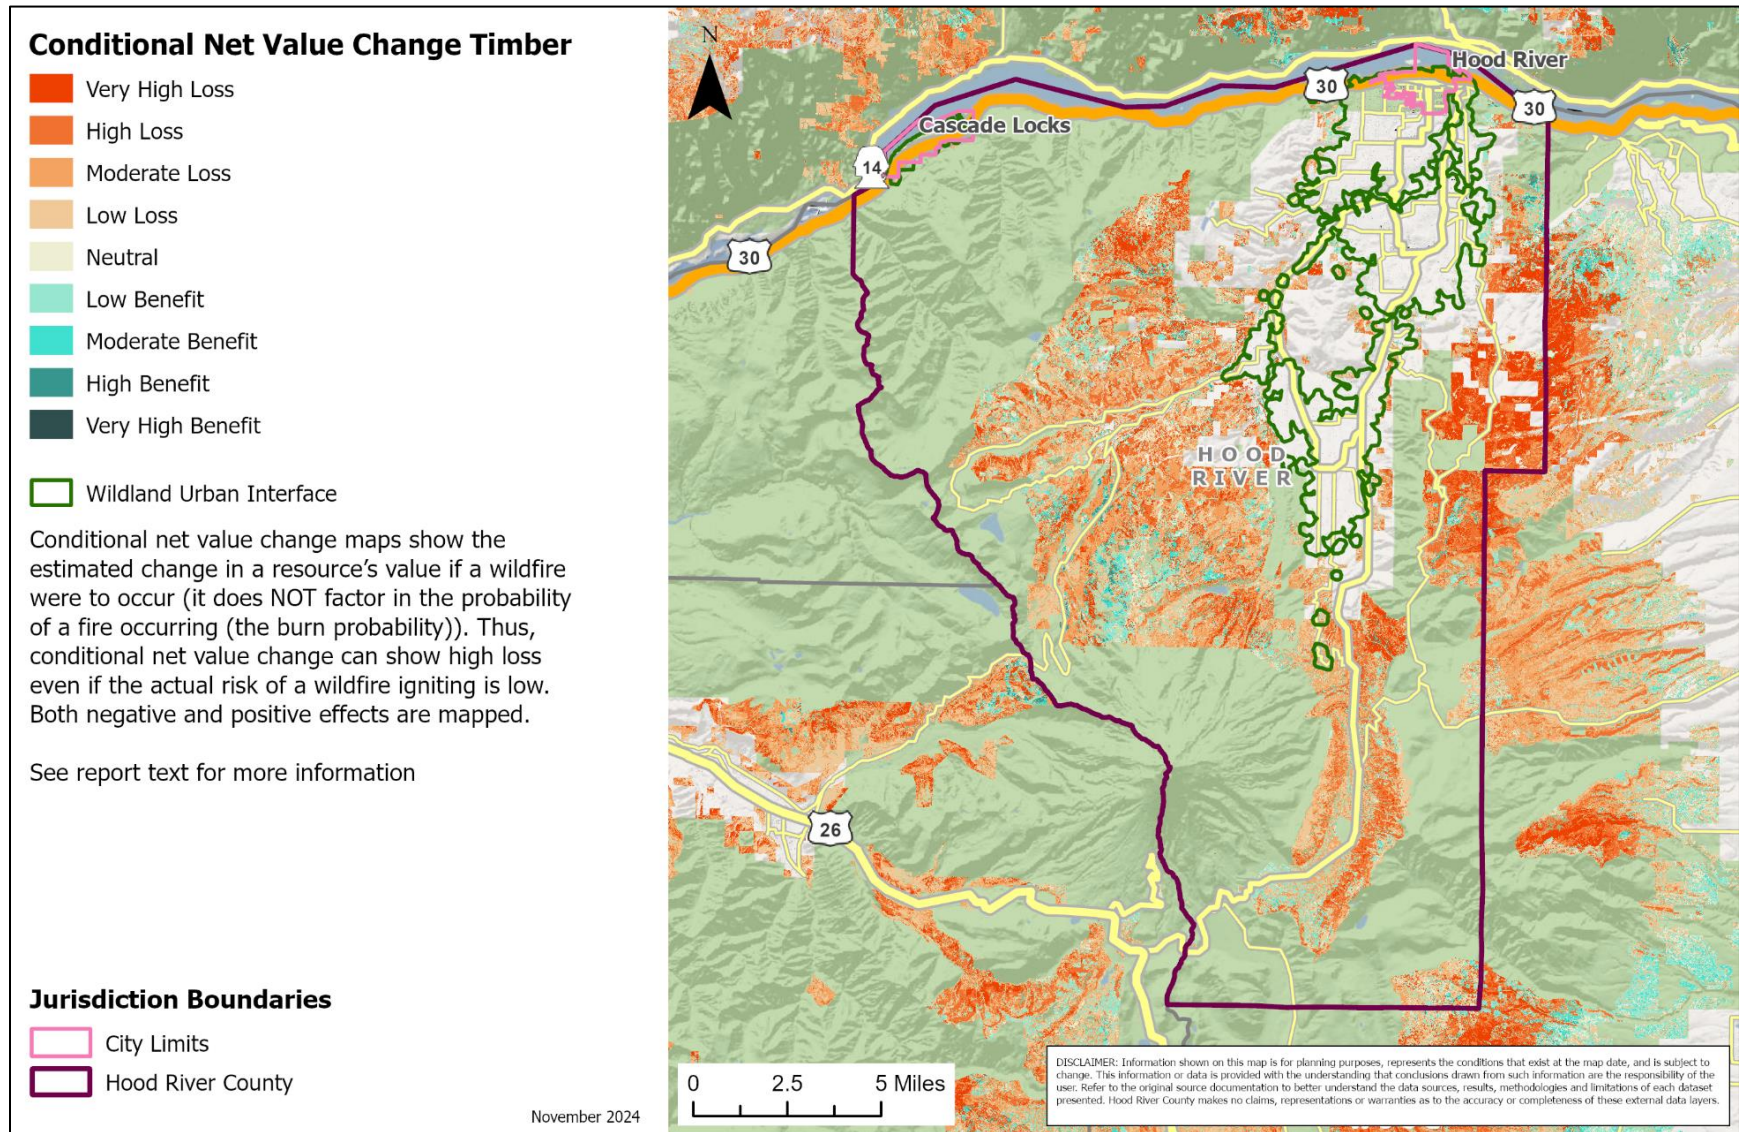 Conditional Net Value Change Timber
Very High Loss
High Loss
Moderate Loss
Low Loss
Neutral
Low Benefit
Moderate Benefit
High Benefit
Very High Benefit
Wildland Urban Interface
Conditional net value change maps show the
estimated change in a resource's value if a wildfire
were to occur (it does NOT factor in the probability
of a fire occurring (the burn probability)). Thus,
conditional net value change can show high loss
even if the actual risk of a wildfire igniting is low.
Both negative and positive effects are mapped.
See report text for more information
Jurisdiction Boundaries
City Limits
Hood River County
November 2024
N
Hood River
30
30
Cascade Locks
14
30
HOOD
RIVER
26
0 2.5 5 Miles
DISCLAIMER: Information shown on this map is for planning purposes, represents the conditions that exist at the map date, and is subject to
change. This information or data is provided with the understanding that conclusions drawn from such information are the responsibility of the
user. Refer to the original source documentation to better understand the data sources, results, methodologies and limitations of each dataset
presented. Hood River County makes no claims, representations or warranties as to the accuracy or completeness of these external data layers.